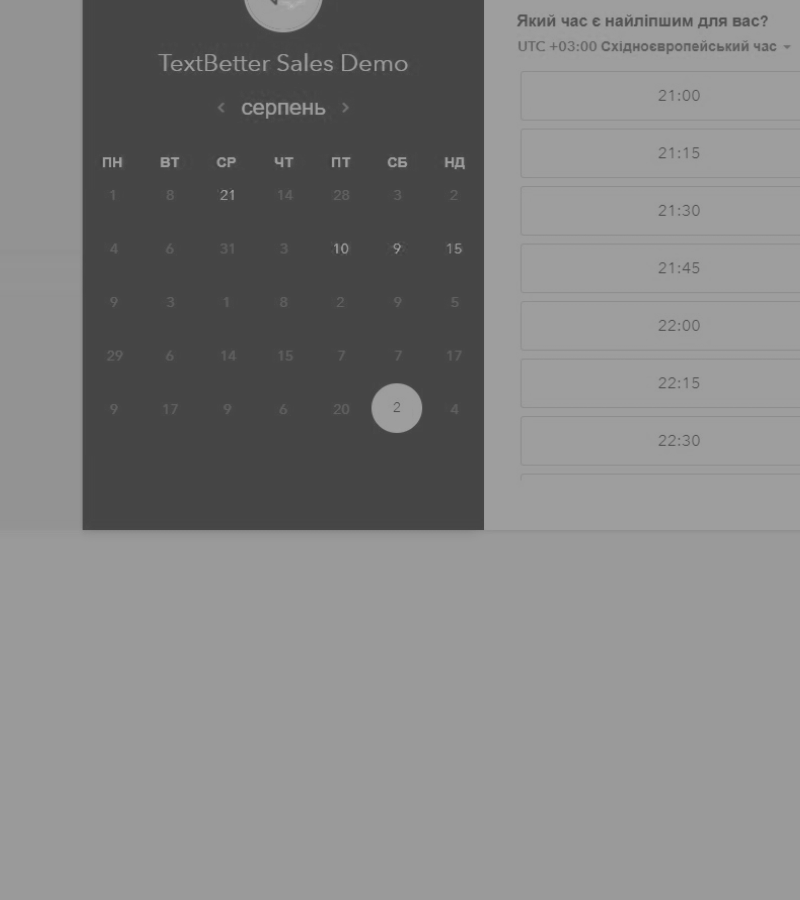 TextBetter Sales Demo
‹ серпень ›
ПН ВТ СР ЧТ ПТ СБ НД
1 8 21 14 28 3 2
4 6 31 3 10 9 15
9 3 1 8 2 9 5
29 6 14 15 7 7 17
9 17 9 6 20 2 4
Який час є найліпшим для вас?
UTC +03:00 Східноєвропейський час
21:00
21:15
21:30
21:45
22:00
22:15
22:30